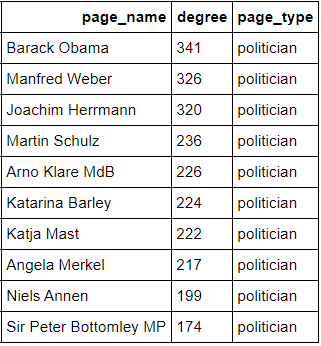 page_name degree page_type
Barack Obama 341 politician
Manfred Weber 326 politician
Joachim Herrmann 320 politician
Martin Schulz 236 politician
Arno Klare MdB 226 politician
Katarina Barley 224 politician
Katja Mast 222 politician
Angela Merkel 217 politician
Niels Annen 199 politician
Sir Peter Bottomley MP 174 politician